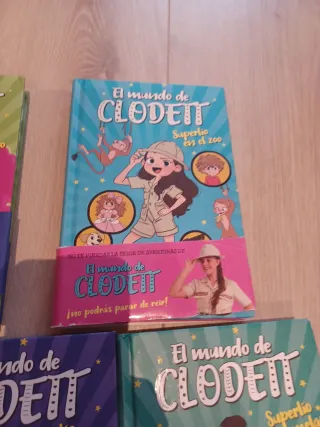 El mundo de
CLODETT
Superlío
en el zoo
El mundo de
CLODETT
¡No podrás parar de reír!
El mundo de
CLODETT
El mundo de
CLODETT
Superlío